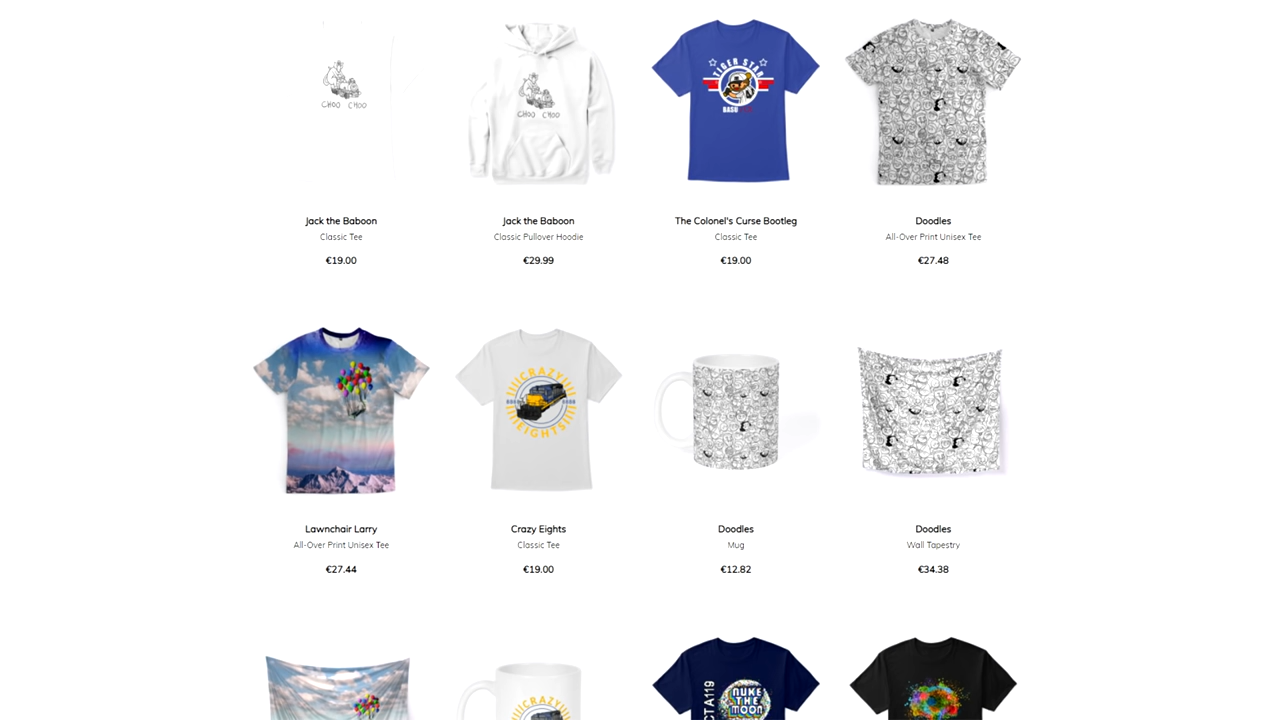 CHOO CHOO
CHOO CHOO
TIGER STAR
BASU
Jack the Baboon
Classic Tee
€19.00
Jack the Baboon
Classic Pullover Hoodie
€29.99
The Colonel's Curse Bootleg
Classic Tee
€19.00
Doodles
All-Over Print Unisex Tee
€27.48
CRAZY
EIGHTS
Lawnchair Larry
All-Over Print Unisex Tee
€27.44
Crazy Eights
Classic Tee
€19.00
Doodles
Mug
€12.82
Doodles
Wall Tapestry
€34.38
CRAZY
CTA119
NUKE
THE
MOON